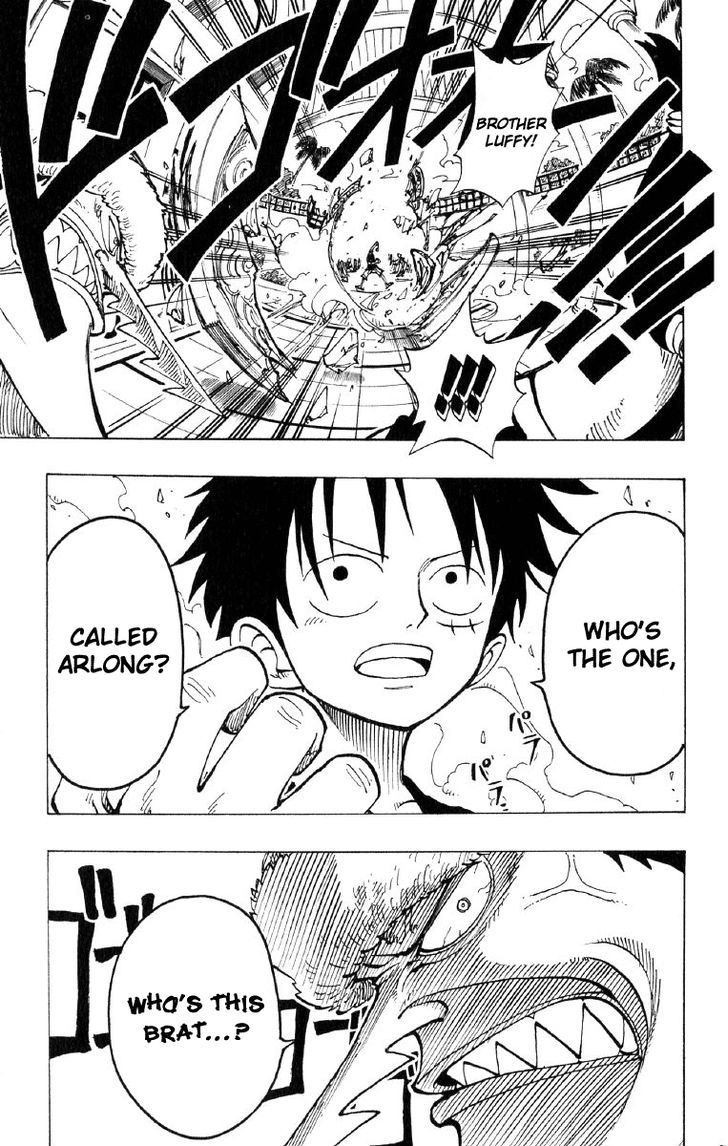 BROTHER
LUFFY!
!!!
WHO'S
THE ONE,
CALLED
ARLONG?
パラ
パラ
WHO'S THIS
BRAT...?